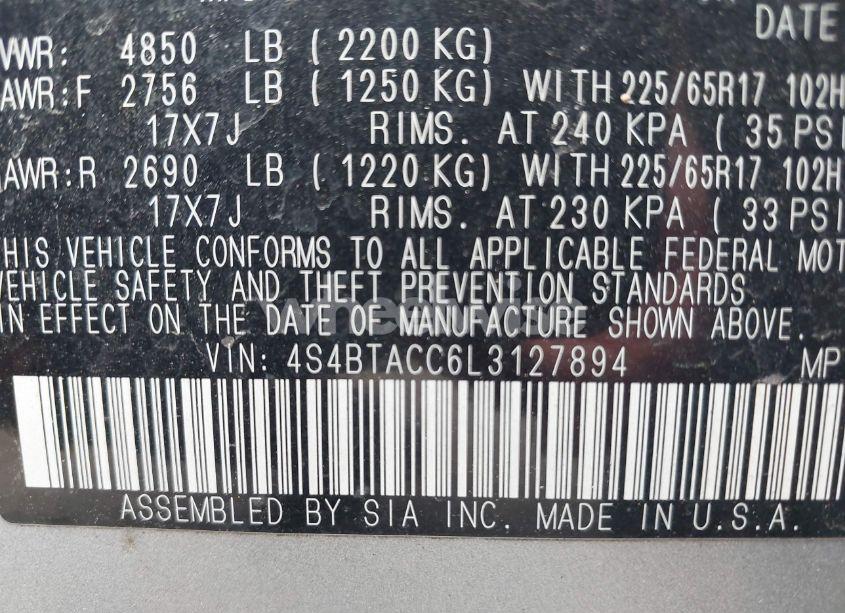 DATE
VWR: 4850 LB ( 2200 KG)
AWR:F 2756 LB ( 1250 KG) WITH 225/65R17 102H
17X7J RIMS. AT 240 KPA ( 35 PSI
AWR:R 2690 LB ( 1220 KG) WITH 225/65R17 102H
17X7J RIMS. AT 230 KPA ( 33 PSI
THIS VEHICLE CONFORMS TO ALL APPLICABLE FEDERAL MOT
VEHICLE SAFETY AND THEFT PREVENTION STANDARDS
IN EFFECT ON THE DATE OF MANUFACTURE SHOWN ABOVE.
VIN: 4S4BTACC6L3127894 MP
ASSEMBLED BY SIA INC. MADE IN U.S.A.